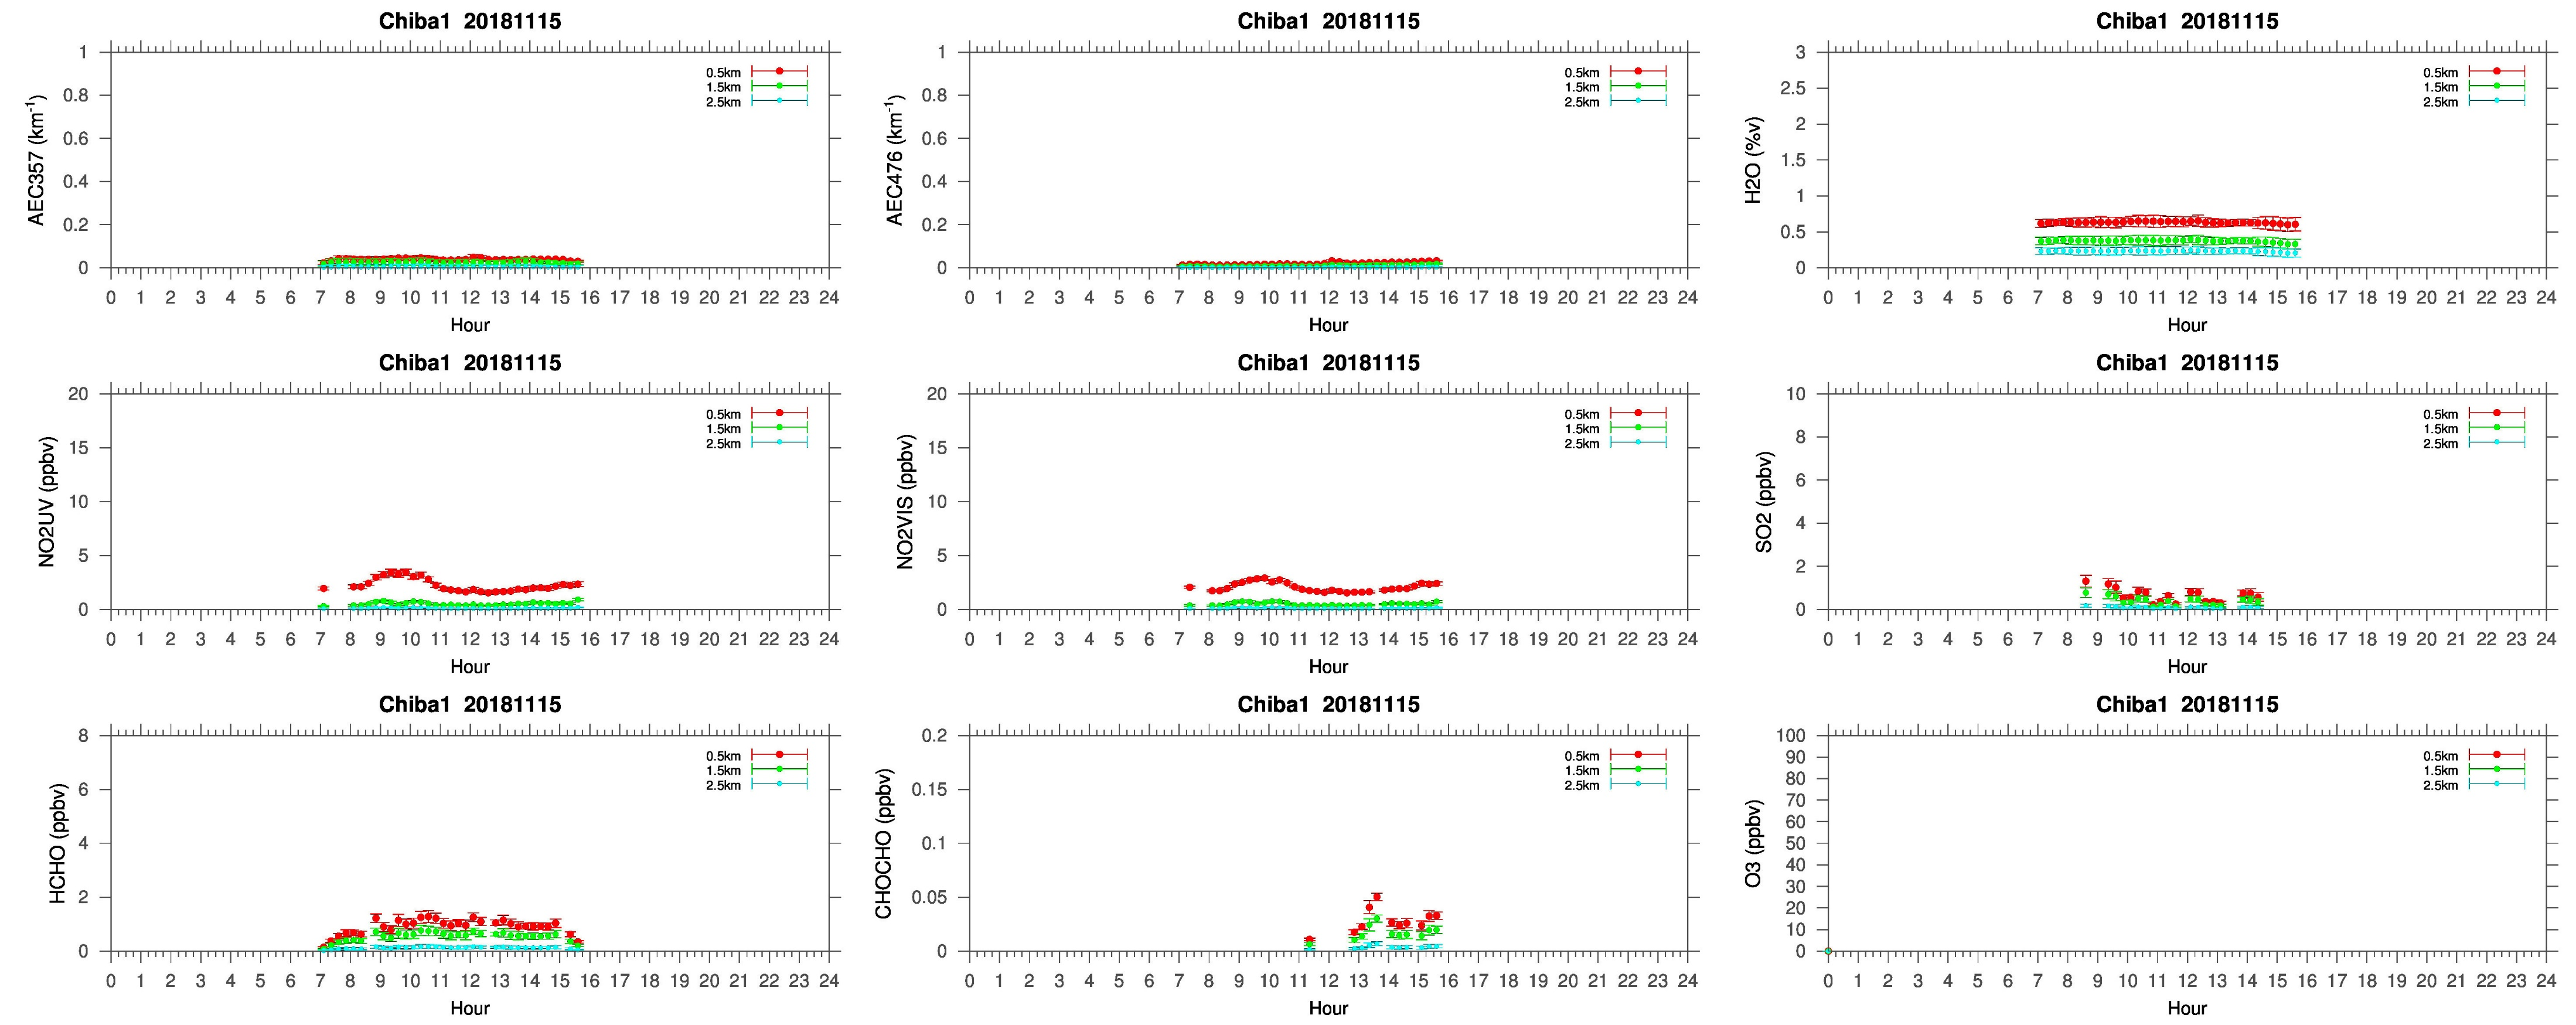 Chiba1 20181115
AEC357 (km-1)
1
0.8
0.6
0.4
0.2
0
0.5km
1.5km
2.5km
0 1 2 3 4 5 6 7 8 9 10 11 12 13 14 15 16 17 18 19 20 21 22 23 24
Hour
Chiba1 20181115
AEC476 (km-1)
1
0.8
0.6
0.4
0.2
0
0.5km
1.5km
2.5km
0 1 2 3 4 5 6 7 8 9 10 11 12 13 14 15 16 17 18 19 20 21 22 23 24
Hour
Chiba1 20181115
H2O (%v)
3
2.5
2
1.5
1
0.5
0
0.5km
1.5km
2.5km
0 1 2 3 4 5 6 7 8 9 10 11 12 13 14 15 16 17 18 19 20 21 22 23 24
Hour
Chiba1 20181115
NO2UV (ppbv)
20
15
10
5
0
0.5km
1.5km
2.5km
0 1 2 3 4 5 6 7 8 9 10 11 12 13 14 15 16 17 18 19 20 21 22 23 24
Hour
Chiba1 20181115
NO2VIS (ppbv)
20
15
10
5
0
0.5km
1.5km
2.5km
0 1 2 3 4 5 6 7 8 9 10 11 12 13 14 15 16 17 18 19 20 21 22 23 24
Hour
Chiba1 20181115
SO2 (ppbv)
10
8
6
4
2
0
0.5km
1.5km
2.5km
0 1 2 3 4 5 6 7 8 9 10 11 12 13 14 15 16 17 18 19 20 21 22 23 24
Hour
Chiba1 20181115
HCHO (ppbv)
8
6
4
2
0
0.5km
1.5km
2.5km
0 1 2 3 4 5 6 7 8 9 10 11 12 13 14 15 16 17 18 19 20 21 22 23 24
Hour
Chiba1 20181115
CHOCHO (ppbv)
0.2
0.15
0.1
0.05
0
0.5km
1.5km
2.5km
0 1 2 3 4 5 6 7 8 9 10 11 12 13 14 15 16 17 18 19 20 21 22 23 24
Hour
Chiba1 20181115
O3 (ppbv)
100
90
80
70
60
50
40
30
20
10
0
0.5km
1.5km
2.5km
0 1 2 3 4 5 6 7 8 9 10 11 12 13 14 15 16 17 18 19 20 21 22 23 24
Hour